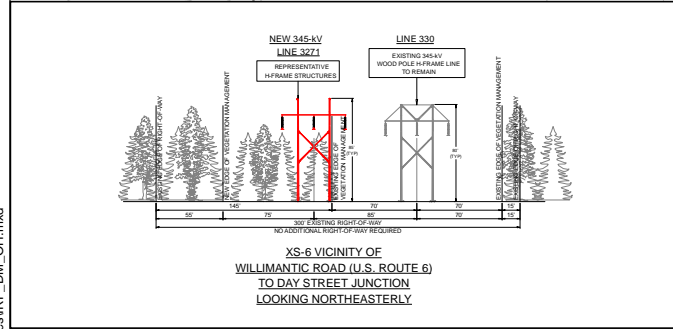 NEW 345-kV
LINE 3271
REPRESENTATIVE
H-FRAME STRUCTURES
LINE 330
EXISTING 345-kV
WOOD POLE H-FRAME LINE
TO REMAIN
EXISTING EDGE OF RIGHT-OF-WAY
NEW EDGE OF VEGETATION MANAGEMENT
EXISTING EDGE OF
VEGETATION MANAGEMENT
(TYP)
80'
(TYP)
EXISTING EDGE OF VEGETATION MANAGEMENT
EXISTING EDGE OF RIGHT-OF-WAY
145'
70'
70'
15'
55'
75'
85'
70'
15'
300' EXISTING RIGHT-OF-WAY
NO ADDITIONAL RIGHT-OF-WAY REQUIRED
XS-6 VICINITY OF
WILLIMANTIC ROAD (U.S. ROUTE 6)
TO DAY STREET JUNCTION
LOOKING NORTHEASTERLY